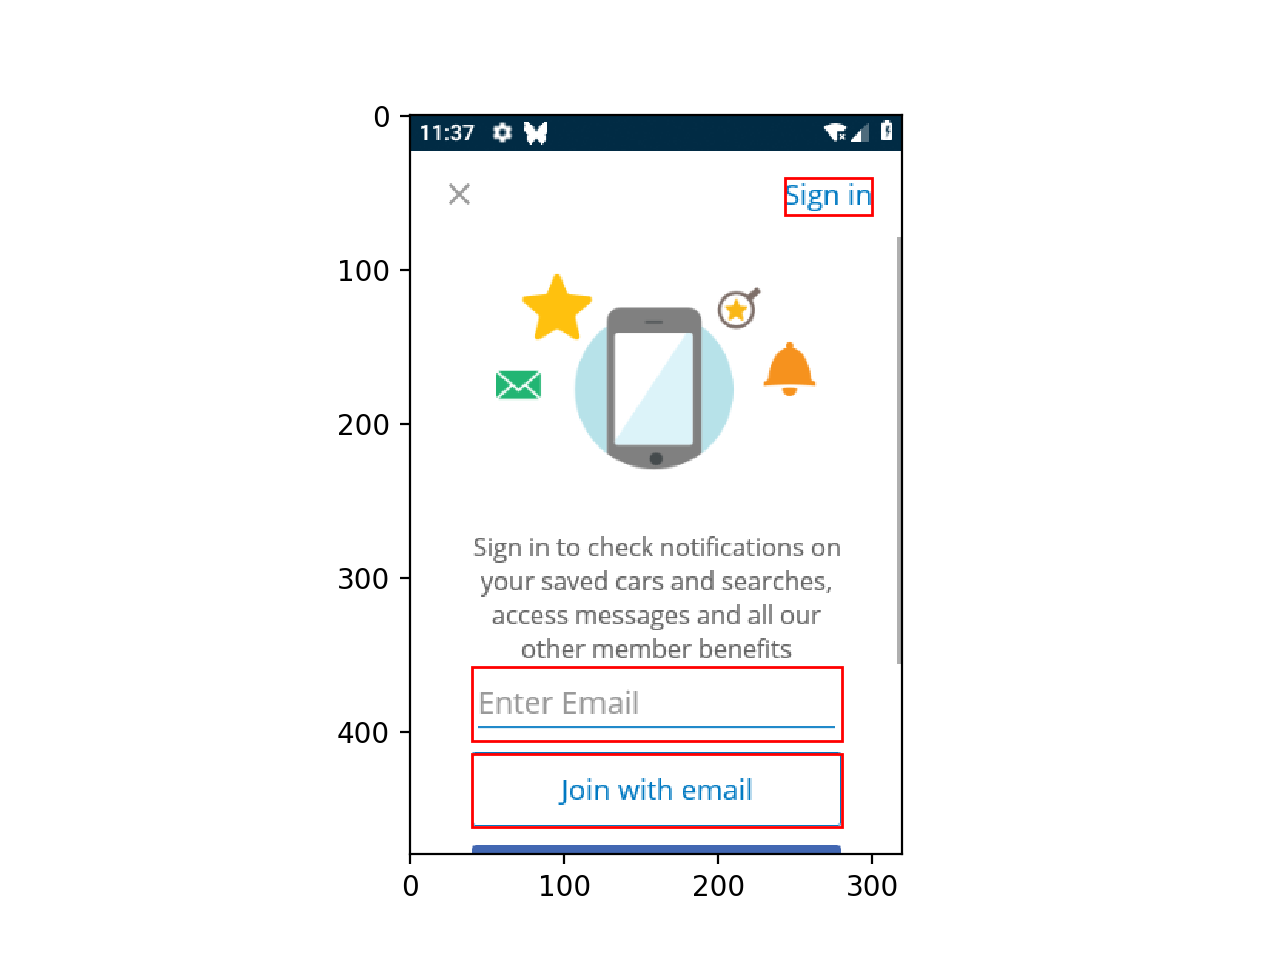 0
11:37
Sign in
100
200
Sign in to check notifications on
your saved cars and searches,
300
access messages and all our
other member benefits
Enter Email
400
Join with email
0 100 200 300